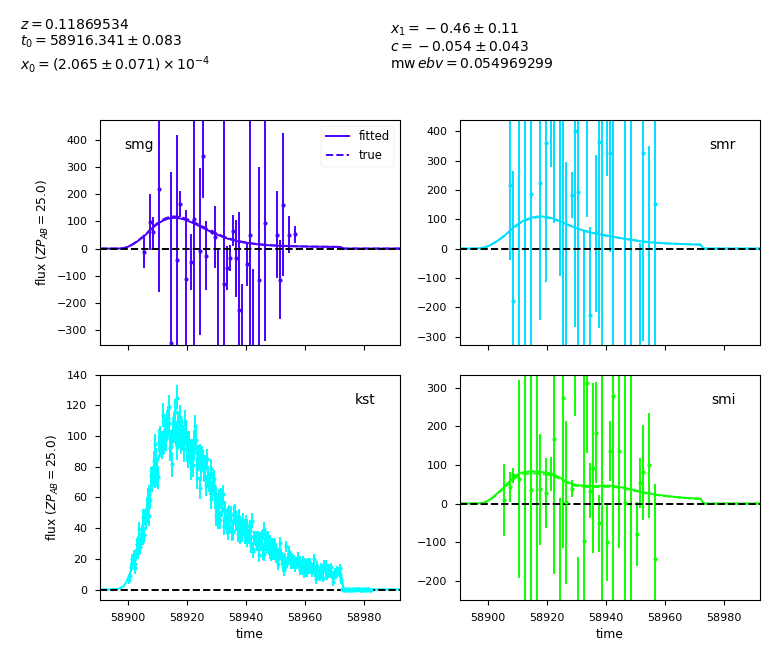 z = 0.11869534
t₀ = 58916.341 ± 0.083
x₀ = (2.065 ± 0.071) × 10⁻⁴
x₁ = −0.46 ± 0.11
c = −0.054 ± 0.043
mw ebv = 0.054969299
smg
fitted
true
400
300
200
100
0
−100
−200
−300
flux (ZP_AB = 25.0)
smr
400
300
200
100
0
−100
−200
−300
kst
140
120
100
80
60
40
20
0
flux (ZP_AB = 25.0)
58900 58920 58940 58960 58980
time
smi
300
200
100
0
−100
−200
58900 58920 58940 58960 58980
time